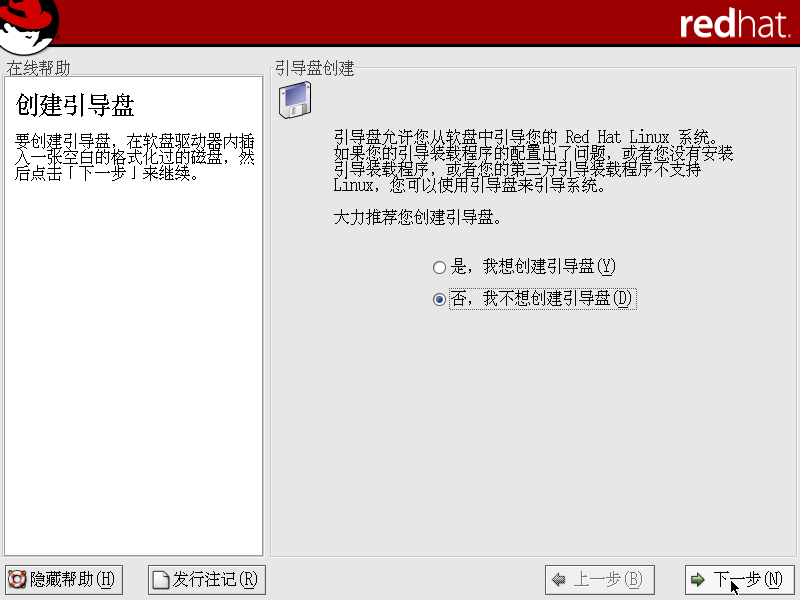 redhat.
在线帮助
创建引导盘
要创建引导盘，在软盘驱动器内插
入一张空白的格式化过的磁盘，然
后点击「下一步」来继续。
引导盘创建
引导盘允许您从软盘中引导您的 Red Hat Linux 系统。
如果您的引导装载程序的配置出了问题，或者您没有安装
引导装载程序，或者您的第三方引导装载程序不支持
Linux，您可以使用引导盘来引导系统。
大力推荐您创建引导盘。
是，我想创建引导盘(Y)
否，我不想创建引导盘(D)
隐藏帮助(H)
发行注记(R)
上一步(B)
下一步(N)